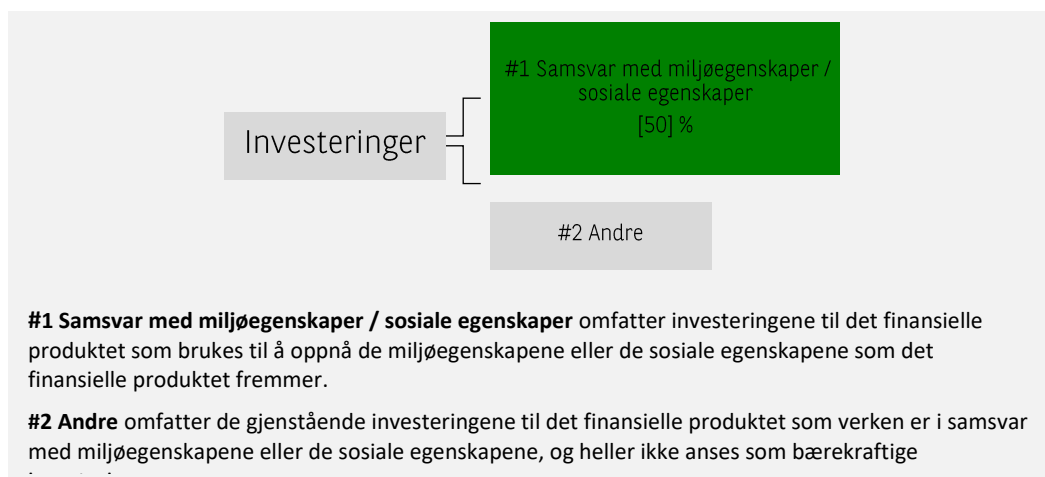 #1 Samsvar med miljøegenskaper /
sosiale egenskaper
[50] %
Investeringer
#2 Andre
#1 Samsvar med miljøegenskaper / sosiale egenskaper omfatter investeringene til det finansielle
produktet som brukes til å oppnå de miljøegenskapene eller de sosiale egenskapene som det
finansielle produktet fremmer.
#2 Andre omfatter de gjenstående investeringene til det finansielle produktet som verken er i samsvar
med miljøegenskapene eller de sosiale egenskapene, og heller ikke anses som bærekraftige